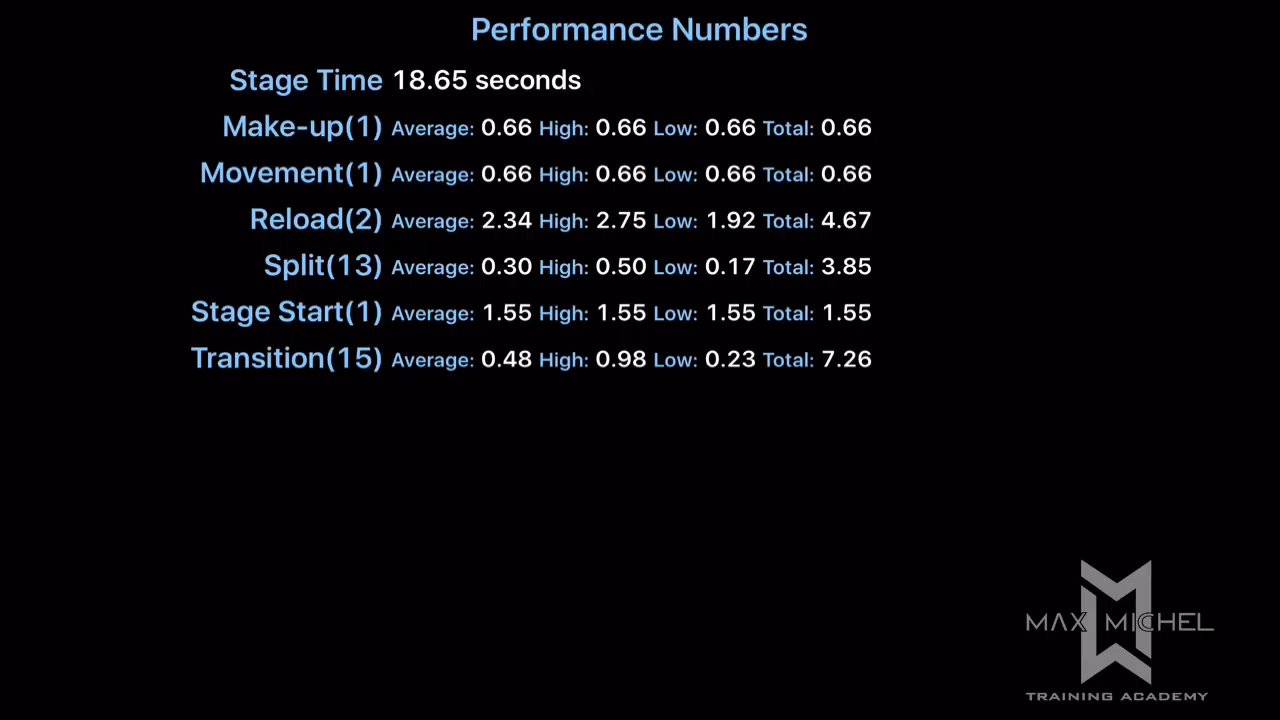 Performance Numbers
Stage Time 18.65 seconds
Make-up(1) Average: 0.66 High: 0.66 Low: 0.66 Total: 0.66
Movement(1) Average: 0.66 High: 0.66 Low: 0.66 Total: 0.66
Reload(2) Average: 2.34 High: 2.75 Low: 1.92 Total: 4.67
Split(13) Average: 0.30 High: 0.50 Low: 0.17 Total: 3.85
Stage Start(1) Average: 1.55 High: 1.55 Low: 1.55 Total: 1.55
Transition(15) Average: 0.48 High: 0.98 Low: 0.23 Total: 7.26
MAX MICHEL
TRAINING ACADEMY